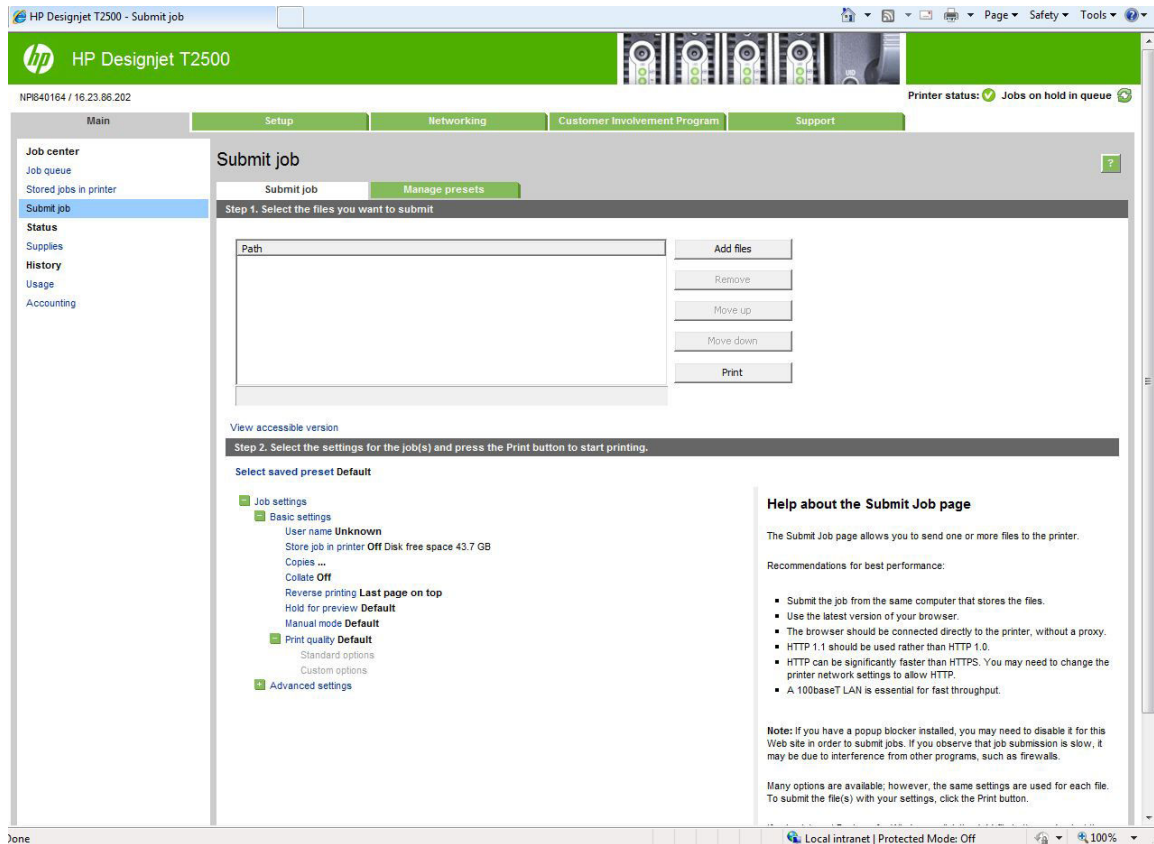 HP Designjet T2500 - Submit job
Page Safety Tools
hp HP Designjet T2500
NPI840164 / 16.23.86.202
Printer status: Jobs on hold in queue
Main Setup Networking Customer Involvement Program Support
Job center
Job queue
Stored jobs in printer
Submit job
Status
Supplies
History
Usage
Accounting
Submit job
?
Submit job Manage presets
Step 1. Select the files you want to submit
Path
Add files
Remove
Move up
Move down
Print
View accessible version
Step 2. Select the settings for the job(s) and press the Print button to start printing.
Select saved preset Default
Job settings
Basic settings
User name Unknown
Store job in printer Off Disk free space 43.7 GB
Copies ...
Collate Off
Reverse printing Last page on top
Hold for preview Default
Manual mode Default
Print quality Default
Standard options
Custom options
Advanced settings
Help about the Submit Job page
The Submit Job page allows you to send one or more files to the printer.
Recommendations for best performance:
▪ Submit the job from the same computer that stores the files.
▪ Use the latest version of your browser.
▪ The browser should be connected directly to the printer, without a proxy.
▪ HTTP 1.1 should be used rather than HTTP 1.0.
▪ HTTP can be significantly faster than HTTPS. You may need to change the
printer network settings to allow HTTP.
▪ A 100baseT LAN is essential for fast throughput.
Note: If you have a popup blocker installed, you may need to disable it for this
Web site in order to submit jobs. If you observe that job submission is slow, it
may be due to interference from other programs, such as firewalls.
Many options are available; however, the same settings are used for each file.
To submit the file(s) with your settings, click the Print button.
Done
Local intranet | Protected Mode: Off
100%